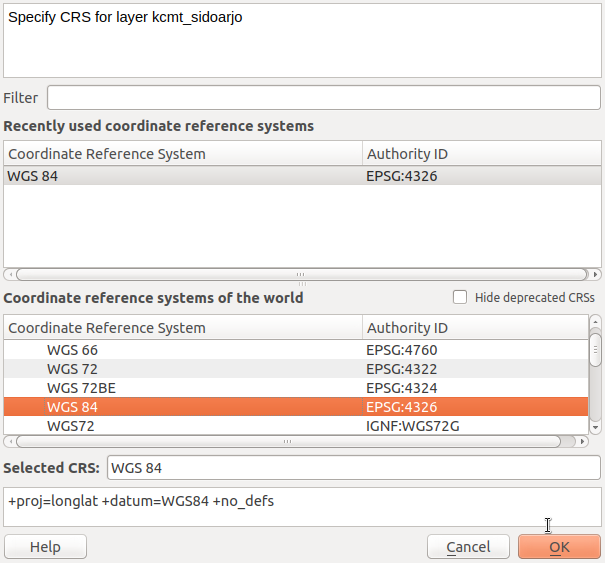 Specify CRS for layer kcmt_sidoarjo
Filter
Recently used coordinate reference systems
Coordinate Reference System Authority ID
WGS 84 EPSG:4326
Coordinate reference systems of the world Hide deprecated CRSs
Coordinate Reference System Authority ID
WGS 66 EPSG:4760
WGS 72 EPSG:4322
WGS 72BE EPSG:4324
WGS 84 EPSG:4326
WGS72 IGNF:WGS72G
Selected CRS: WGS 84
+proj=longlat +datum=WGS84 +no_defs
Help Cancel OK